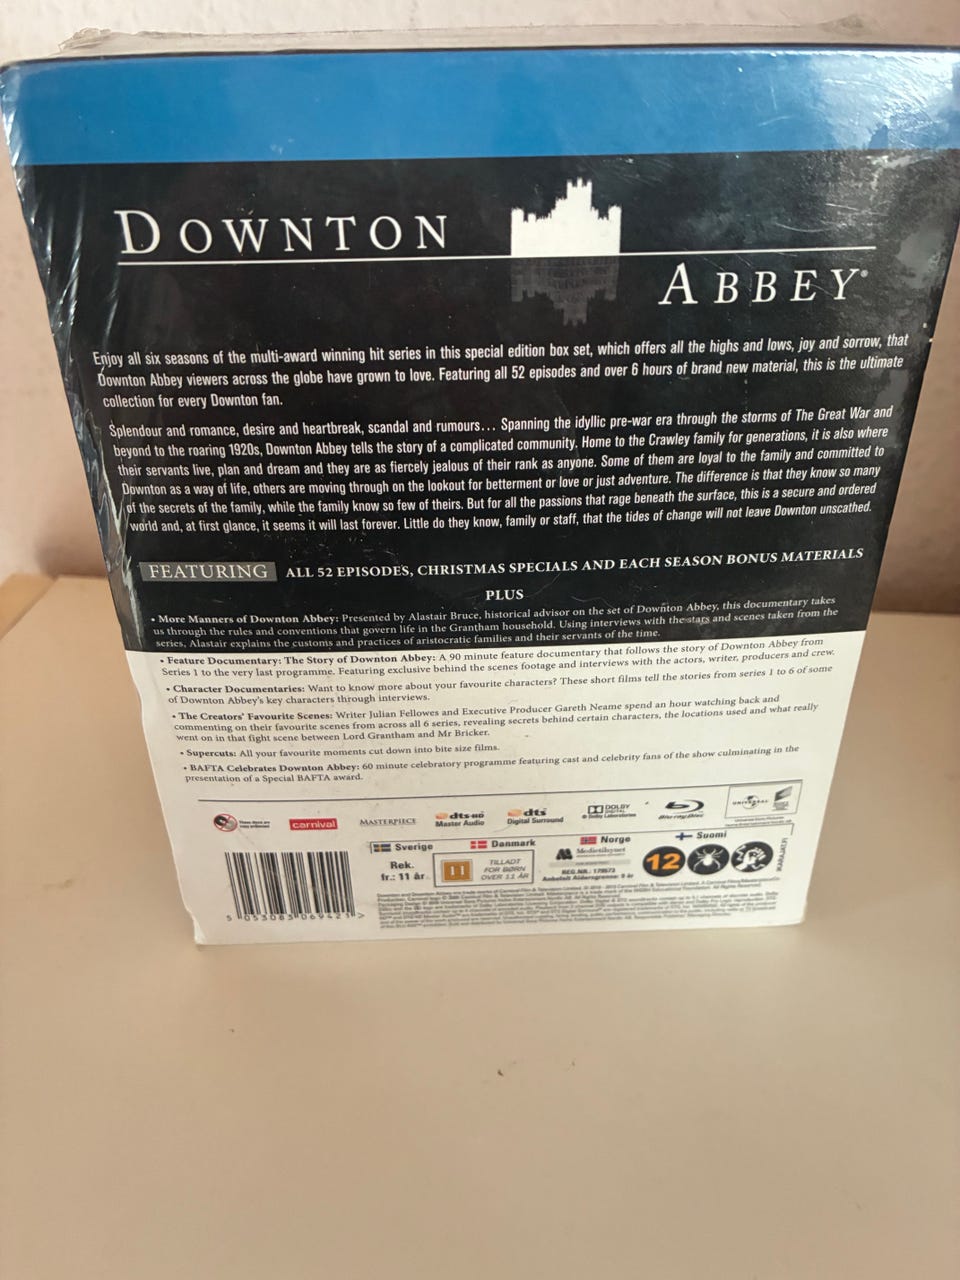 DOWNTON
ABBEY®
Enjoy all six seasons of the multi-award winning hit series in this special edition box set, which offers all the highs and lows, joy and sorrow, that
Downton Abbey viewers across the globe have grown to love. Featuring all 52 episodes and over 6 hours of brand new material, this is the ultimate
collection for every Downton fan.
Splendour and romance, desire and heartbreak, scandal and rumours... Spanning the idyllic pre-war era through the storms of The Great War and
beyond to the roaring 1920s, Downton Abbey tells the story of a complicated community. Home to the Crawley family for generations, it is also where
their servants live, plan and dream and they are as fiercely jealous of their rank as anyone. Some of them are loyal to the family and committed to
Downton as a way of life, others are moving through on the lookout for betterment or love or just adventure. The difference is that they know so many
of the secrets of the family, while the family know so few of theirs. But for all the passions that rage beneath the surface, this is a secure and ordered
world and, at first glance, it seems it will last forever. Little do they know, family or staff, that the tides of change will not leave Downton unscathed.
FEATURING ALL 52 EPISODES, CHRISTMAS SPECIALS AND EACH SEASON BONUS MATERIALS
PLUS
• More Manners of Downton Abbey: Presented by Alastair Bruce, historical advisor on the set of Downton Abbey, this documentary takes
us through the rules and conventions that govern life in the Grantham household. Using interviews with the stars and scenes taken from the
series, Alastair explains the customs and practices of aristocratic families and their servants of the time.
• Feature Documentary: The Story of Downton Abbey: A 90 minute feature documentary that follows the story of Downton Abbey from
Series 1 to the very last programme. Featuring exclusive behind the scenes footage and interviews with the actors, writer, producers and crew.
• Character Documentaries: Want to know more about your favourite characters? These short films tell the stories from series 1 to 6 of some
of Downton Abbey's key characters through interviews.
• The Creators' Favourite Scenes: Writer Julian Fellowes and Executive Producer Gareth Neame spend an hour watching back and
commenting on their favourite scenes from across all 6 series, revealing secrets behind certain characters, the locations used and what really
went on in that fight scene between Lord Grantham and Mr Bricker.
• Supercuts: All your favourite moments cut down into bite size films.
• BAFTA Celebrates Downton Abbey: 60 minute celebratory programme featuring cast and celebrity fans of the show culminating in the
presentation of a Special BAFTA award.
carnival MASTERPIECE dts-HD Master Audio dts Digital Surround DOLBY DIGITAL Dolby Laboratories Blu-ray Disc UNIVERSAL
Sverige Danmark Norge Suomi
Rek.
fr.: 11 år
11 TILLADT FOR BØRN OVER 11 ÅR
Medietilsynet
REG.NR.: 178573
Anbefalt Aldersgrense: 9 år
12
IKARAJAT.FI
5 053083 069421 >